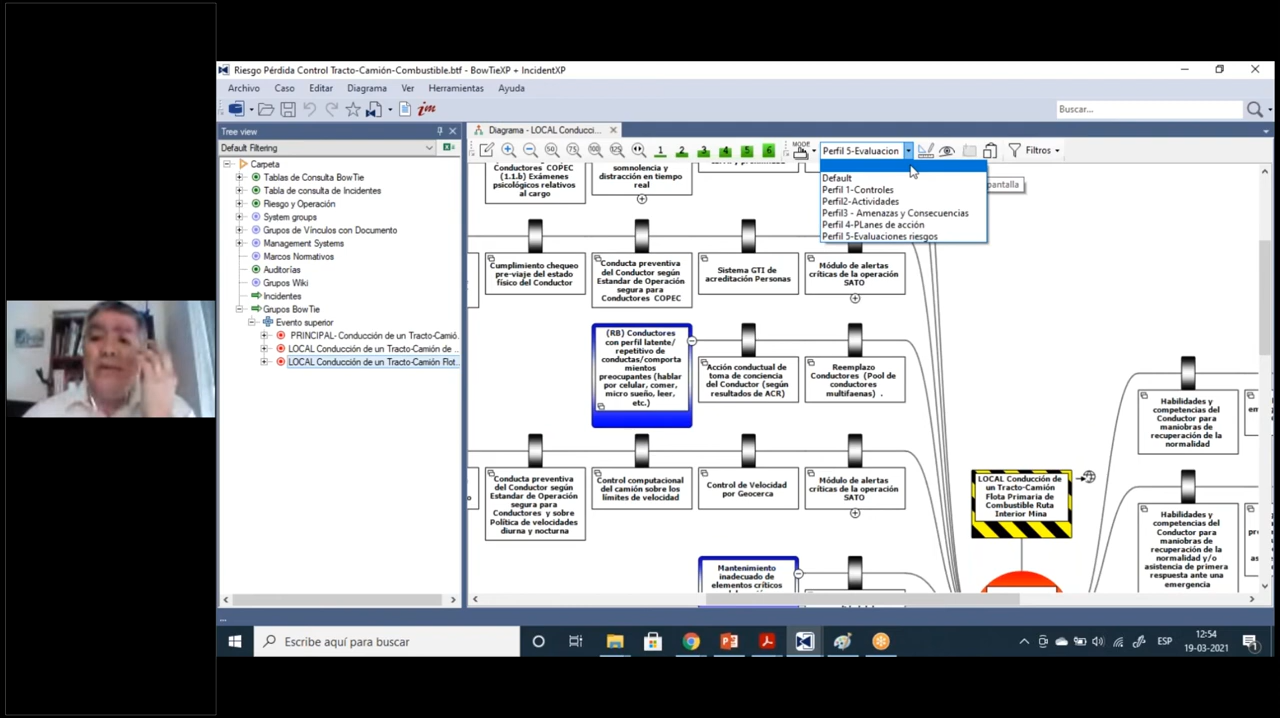 Riesgo Pérdida Control Tracto-Camión-Combustible.btf - BowTieXP + IncidentXP
Archivo Caso Editar Diagrama Ver Herramientas Ayuda
Buscar...
Tree view
Default Filtering
Carpeta
Tablas de Consulta BowTie
Tabla de consulta de Incidentes
Riesgo y Operación
System groups
Grupos de Vínculos con Documento
Management Systems
Marcos Normativos
Auditorías
Grupos Wiki
Incidentes
Grupos BowTie
Evento superior
PRINCIPAL- Conducción de un Tracto-Camió
LOCAL Conducción de un Tracto-Camión de ...
LOCAL Conducción de un Tracto-Camión Flot
Diagrama - LOCAL Conducci...
50 75 100 125
1 2 3 4 5 6
MODE
Perfil 5-Evaluacion
Filtros
Default
Perfil 1-Controles
Perfil2-Actividades
Perfil3 - Amenazas y Consecuencias
Perfil 4-PLanes de acción
Perfil 5-Evaluaciones riesgos
pantalla
Conductores COPEC
(1.1.b) Exámenes
psicológicos relativos
al cargo
somnolencia y
distracción en tiempo
real
Cumplimiento chequeo
pre-viaje del estado
físico del Conductor
Conducta preventiva
del Conductor según
Estandar de Operación
segura para
Conductores COPEC
Sistema GTI de
acreditación Personas
Módulo de alertas
críticas de la operación
SATO
(RB) Conductores
con perfil latente/
repetitivo de
conductas/comporta
mientos
preocupantes (hablar
por celular, comer,
micro sueño, leer,
etc.)
Acción conductual de
toma de conciencia
del Conductor (según
resultados de ACR)
Reemplazo
Conductores (Pool de
conductores
multifaenas) .
Conducta preventiva
del Conductor según
Estandar de Operación
segura para
Conductores y sobre
Política de velocidades
diurna y nocturna
Control computacional
del camión sobre los
límites de velocidad
Control de Velocidad
por Geocerca
Módulo de alertas
críticas de la operación
SATO
Mantenimiento
inadecuado de
elementos críticos
LOCAL Conducción de
un Tracto-Camión
Flota Primaria de
Combustible Ruta
Interior Mina
Habilidades y
competencias del
Conductor para
maniobras de
recuperación de la
normalidad
Habilidades y
competencias del
Conductor para
maniobras de
recuperación de la
normalidad y/o
asistencia de primera
respuesta ante una
emergencia
Escribe aquí para buscar
ESP
12:54
19-03-2021
1